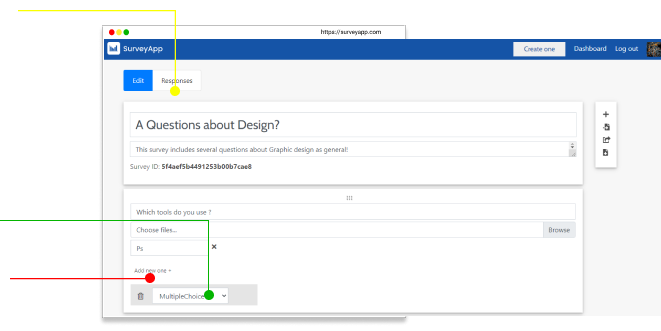 https://surveyapp.com
SurveyApp
Create one
Dashboard
Log out
Edit
Responses
A Questions about Design?
This survey includes several questions about Graphic design as general!
Survey ID: 5f4aef5b4491253b00b7cae8
Which tools do you use ?
Choose files...
Browse
Ps
Add new one +
MultipleChoice